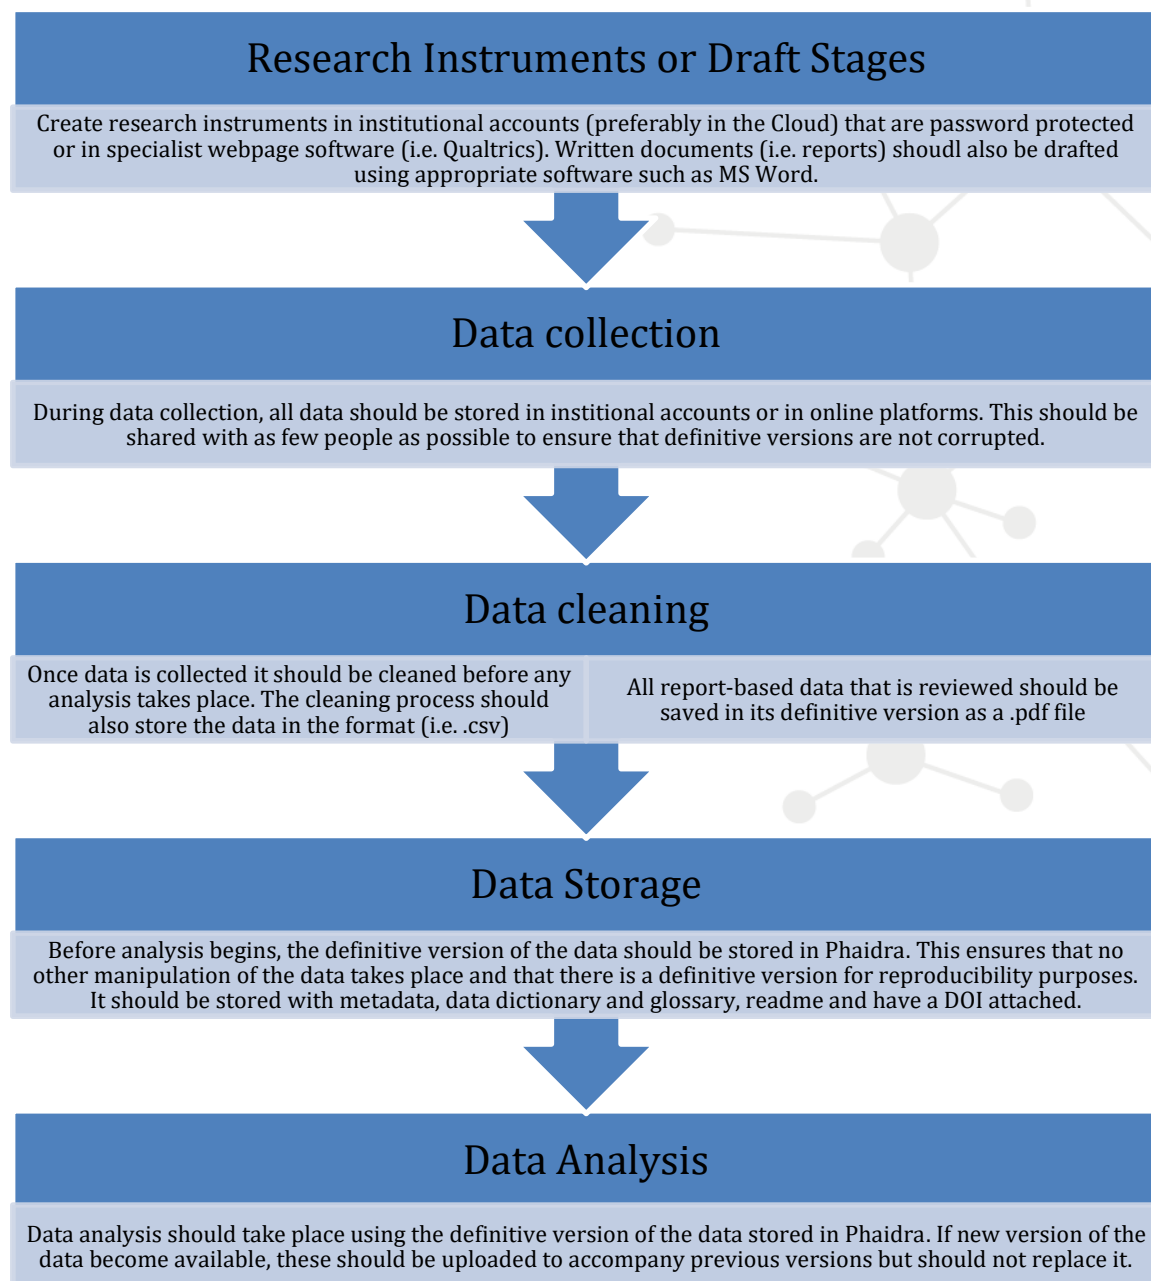 Research Instruments or Draft Stages
Create research instruments in institutional accounts (preferably in the Cloud) that are password protected
or in specialist webpage software (i.e. Qualtrics). Written documents (i.e. reports) shoudl also be drafted
using appropriate software such as MS Word.
Data collection
During data collection, all data should be stored in institional accounts or in online platforms. This should be
shared with as few people as possible to ensure that definitive versions are not corrupted.
Data cleaning
Once data is collected it should be cleaned before any
analysis takes place. The cleaning process should
also store the data in the format (i.e. .csv)
All report-based data that is reviewed should be
saved in its definitive version as a .pdf file
Data Storage
Before analysis begins, the definitive version of the data should be stored in Phaidra. This ensures that no
other manipulation of the data takes place and that there is a definitive version for reproducibility purposes.
It should be stored with metadata, data dictionary and glossary, readme and have a DOI attached.
Data Analysis
Data analysis should take place using the definitive version of the data stored in Phaidra. If new version of the
data become available, these should be uploaded to accompany previous versions but should not replace it.